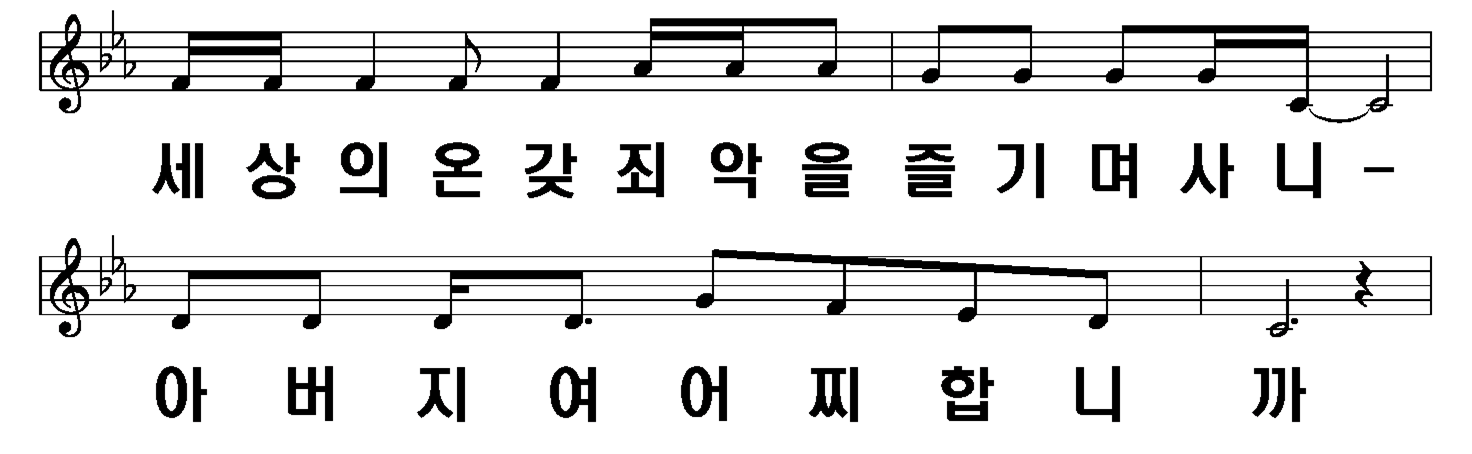 세 상 의 온 갖 죄 악 을 즐 기 며 사 니 -
아 버 지 여 어 찌 합 니 까